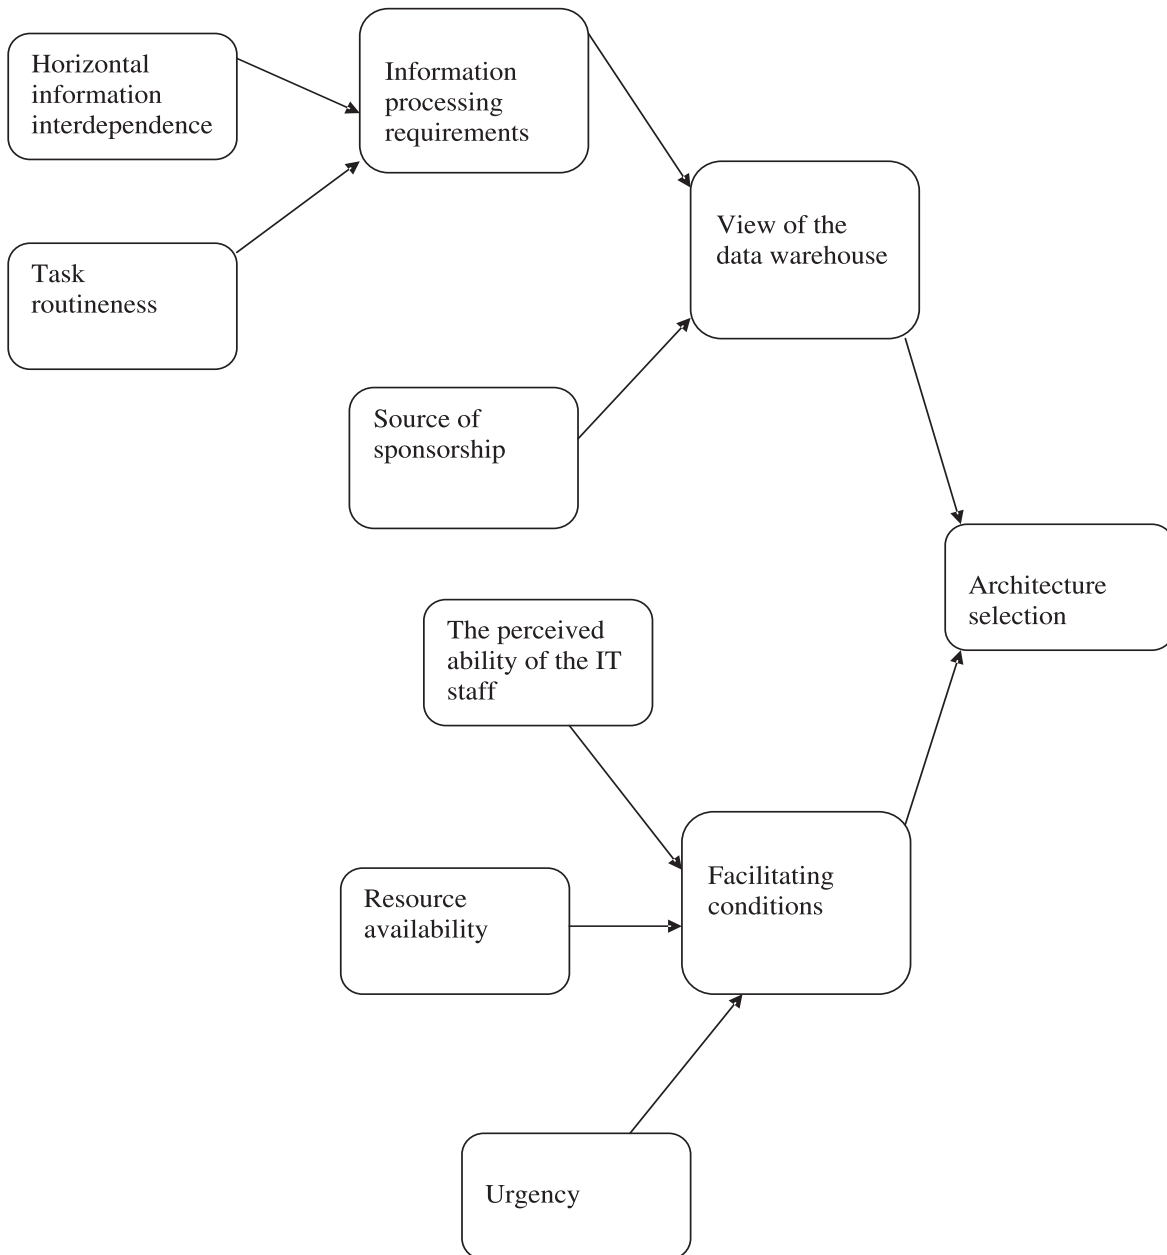 Horizontal
information
interdependence
Information
processing
requirements
Task
routineness
View of the
data warehouse
Source of
sponsorship
Architecture
selection
The perceived
ability of the IT
staff
Resource
availability
Facilitating
conditions
Urgency